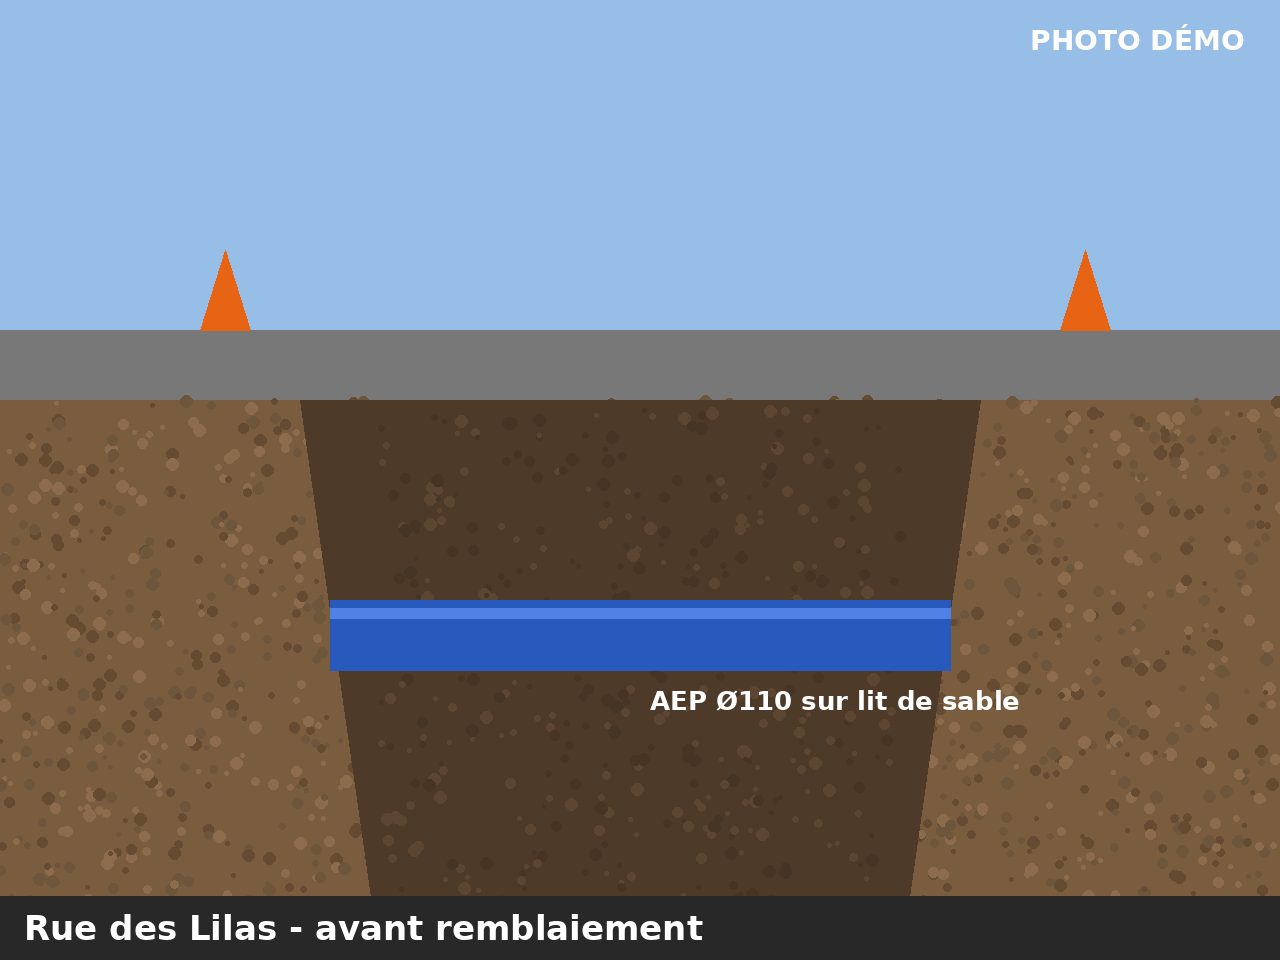 PHOTO DÉMO
AEP Ø110 sur lit de sable
Rue des Lilas - avant remblaiement